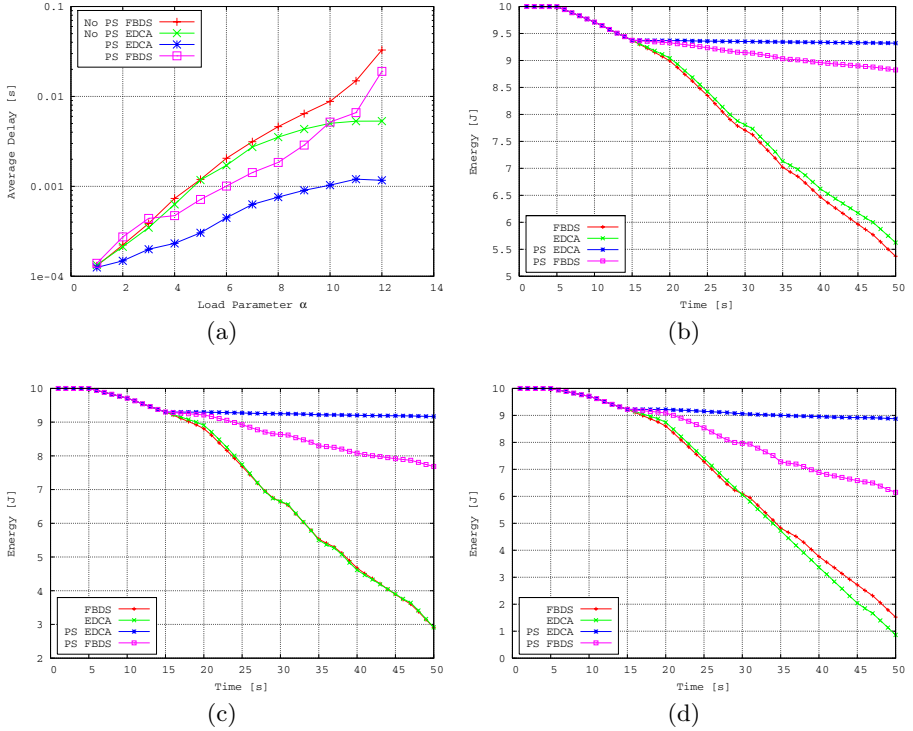 0.1
0.01
0.001
1e-04
0 2 4 6 8 10 12 14
Average Delay [s]
Load Parameter α
No PS FBDS
No PS EDCA
PS EDCA
PS FBDS
(a)
10
9.5
9
8.5
8
7.5
7
6.5
6
5.5
5
0 5 10 15 20 25 30 35 40 45 50
Energy [J]
Time [s]
FBDS
EDCA
PS EDCA
PS FBDS
(b)
10
9
8
7
6
5
4
3
2
0 5 10 15 20 25 30 35 40 45 50
Energy [J]
Time [s]
FBDS
EDCA
PS EDCA
PS FBDS
(c)
10
9
8
7
6
5
4
3
2
1
0
0 5 10 15 20 25 30 35 40 45 50
Energy [J]
Time [s]
FBDS
EDCA
PS EDCA
PS FBDS
(d)